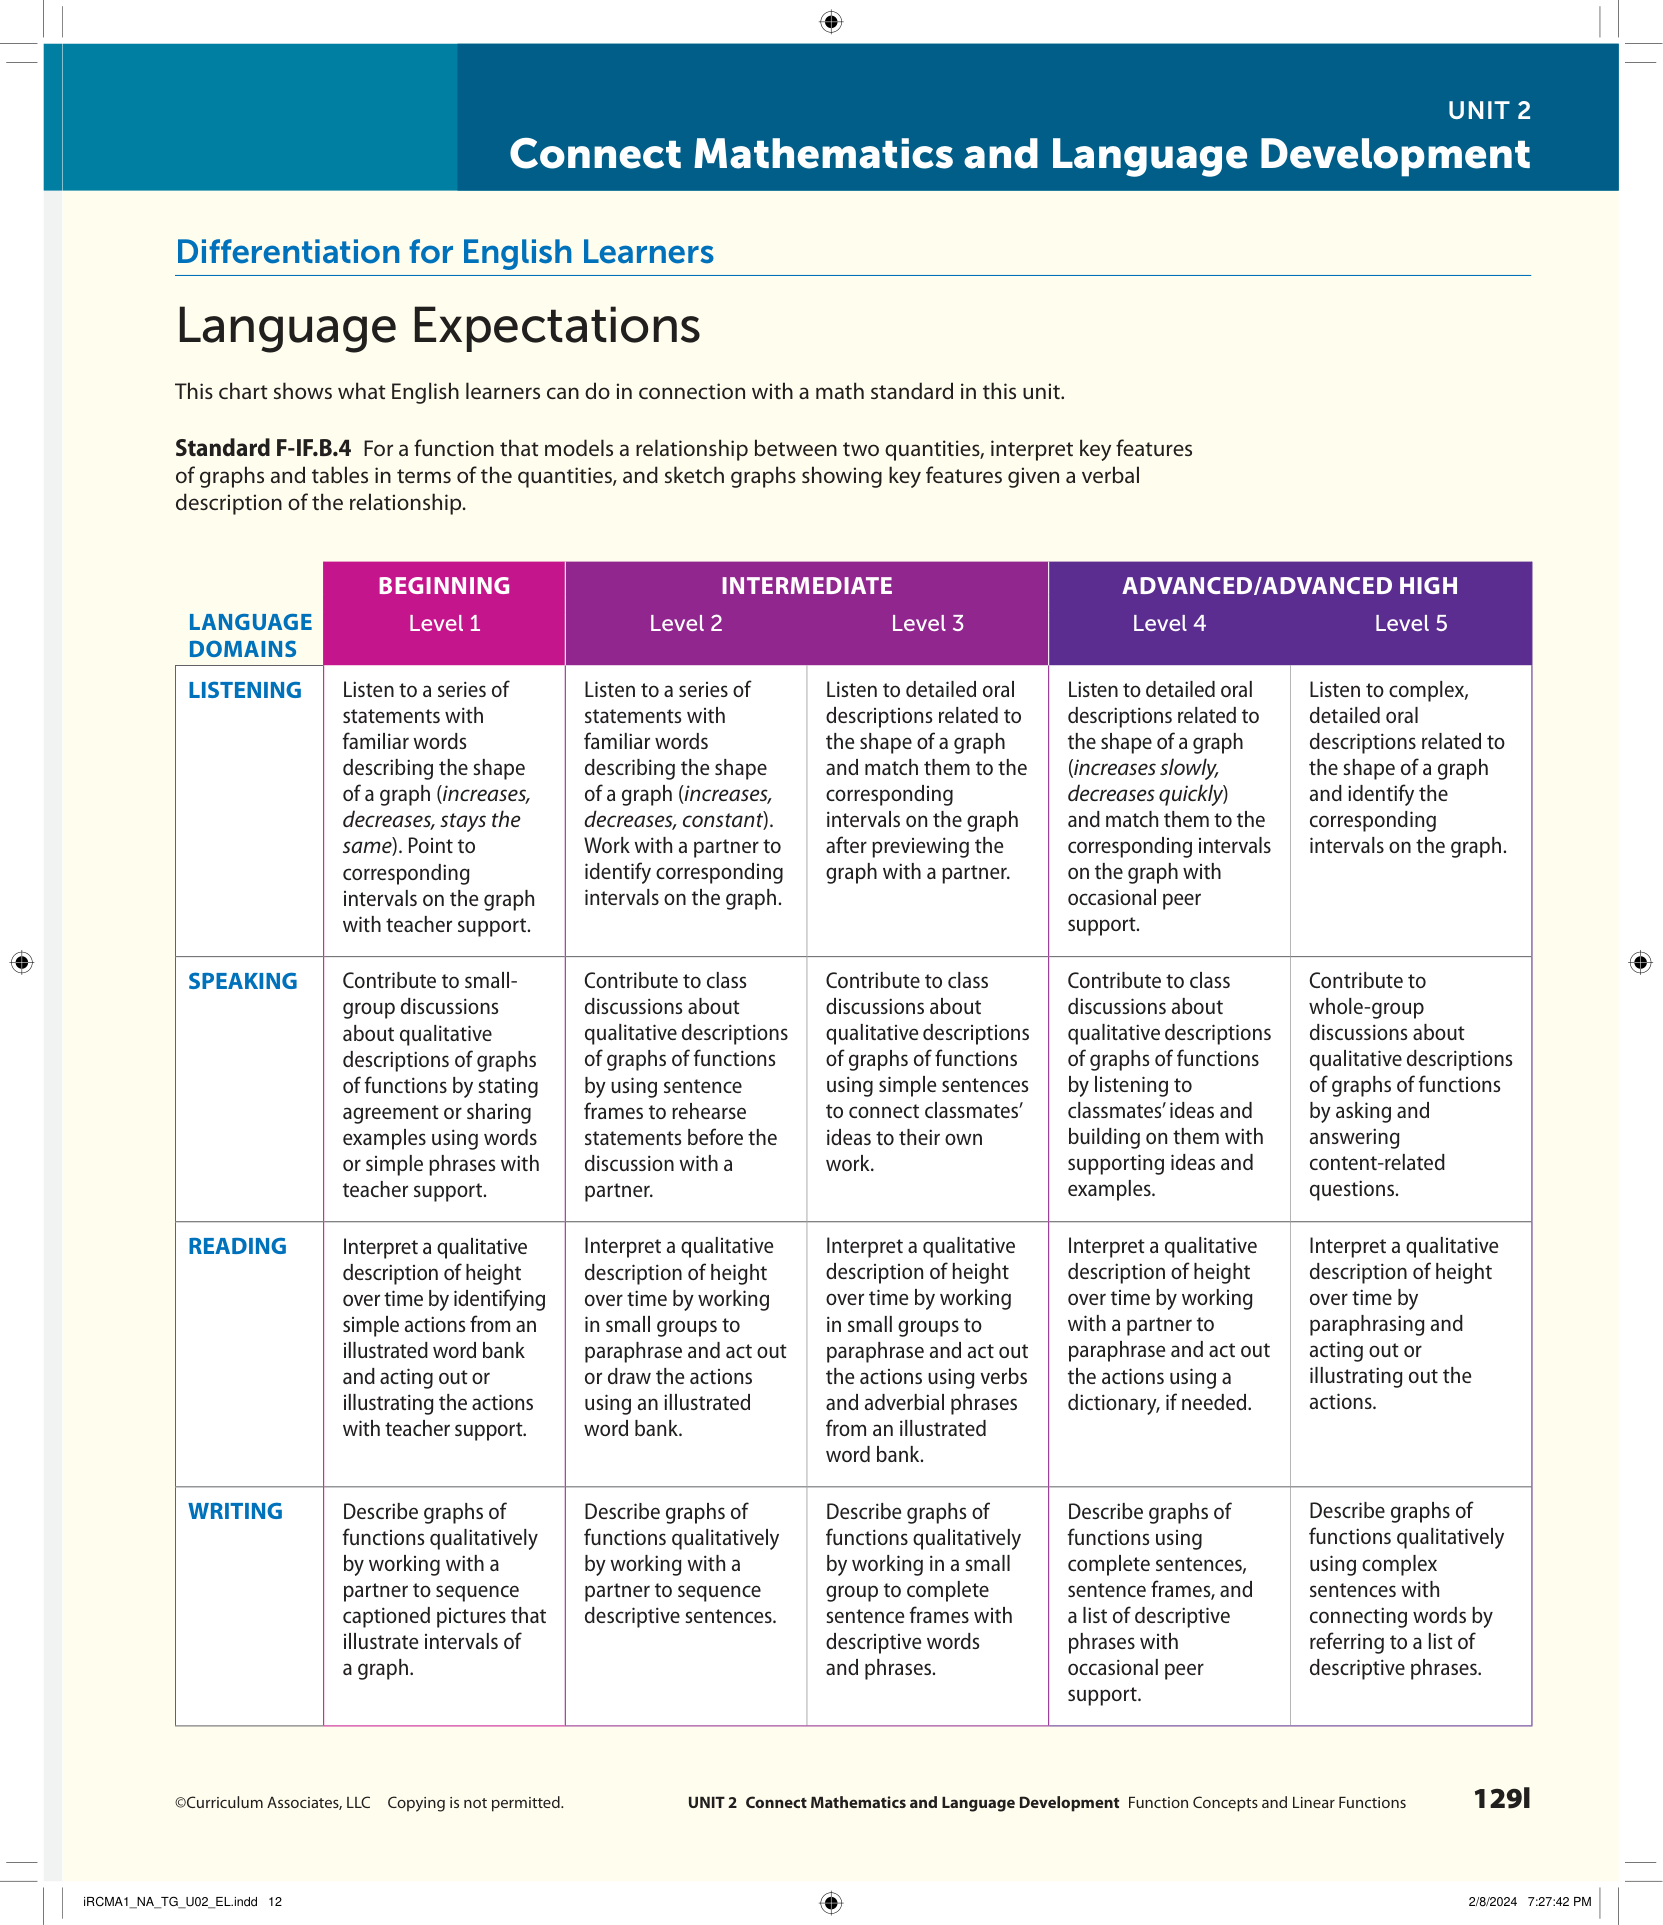 UNIT 2
Connect Mathematics and Language Development
Differentiation for English Learners
Language Expectations
This chart shows what English learners can do in connection with a math standard in this unit.
Standard F-IF.B.4 For a function that models a relationship between two quantities, interpret key features
of graphs and tables in terms of the quantities, and sketch graphs showing key features given a verbal
description of the relationship.
LANGUAGE
DOMAINS
BEGINNING
Level 1
INTERMEDIATE
Level 2
Level 3
ADVANCED/ADVANCED HIGH
Level 4
Level 5
LISTENING
Listen to a series of
statements with
familiar words
describing the shape
of a graph (increases,
decreases, stays the
same). Point to
corresponding
intervals on the graph
with teacher support.
Listen to a series of
statements with
familiar words
describing the shape
of a graph (increases,
decreases, constant).
Work with a partner to
identify corresponding
intervals on the graph.
Listen to detailed oral
descriptions related to
the shape of a graph
and match them to the
corresponding
intervals on the graph
after previewing the
graph with a partner.
Listen to detailed oral
descriptions related to
the shape of a graph
(increases slowly,
decreases quickly)
and match them to the
corresponding intervals
on the graph with
occasional peer
support.
Listen to complex,
detailed oral
descriptions related to
the shape of a graph
and identify the
corresponding
intervals on the graph.
SPEAKING
Contribute to small-
group discussions
about qualitative
descriptions of graphs
of functions by stating
agreement or sharing
examples using words
or simple phrases with
teacher support.
Contribute to class
discussions about
qualitative descriptions
of graphs of functions
by using sentence
frames to rehearse
statements before the
discussion with a
partner.
Contribute to class
discussions about
qualitative descriptions
of graphs of functions
using simple sentences
to connect classmates’
ideas to their own
work.
Contribute to class
discussions about
qualitative descriptions
of graphs of functions
by listening to
classmates’ ideas and
building on them with
supporting ideas and
examples.
Contribute to
whole-group
discussions about
qualitative descriptions
of graphs of functions
by asking and
answering
content-related
questions.
READING
Interpret a qualitative
description of height
over time by identifying
simple actions from an
illustrated word bank
and acting out or
illustrating the actions
with teacher support.
Interpret a qualitative
description of height
over time by working
in small groups to
paraphrase and act out
or draw the actions
using an illustrated
word bank.
Interpret a qualitative
description of height
over time by working
in small groups to
paraphrase and act out
the actions using verbs
and adverbial phrases
from an illustrated
word bank.
Interpret a qualitative
description of height
over time by working
with a partner to
paraphrase and act out
the actions using a
dictionary, if needed.
Interpret a qualitative
description of height
over time by
paraphrasing and
acting out or
illustrating out the
actions.
WRITING
Describe graphs of
functions qualitatively
by working with a
partner to sequence
captioned pictures that
illustrate intervals of
a graph.
Describe graphs of
functions qualitatively
by working with a
partner to sequence
descriptive sentences.
Describe graphs of
functions qualitatively
by working in a small
group to complete
sentence frames with
descriptive words
and phrases.
Describe graphs of
functions using
complete sentences,
sentence frames, and
a list of descriptive
phrases with
occasional peer
support.
Describe graphs of
functions qualitatively
using complex
sentences with
connecting words by
referring to a list of
descriptive phrases.
©Curriculum Associates, LLC Copying is not permitted.
UNIT 2 Connect Mathematics and Language Development Function Concepts and Linear Functions
129l
iRCMA1_NA_TG_U02_EL.indd 12
2/8/2024 7:27:42 PM